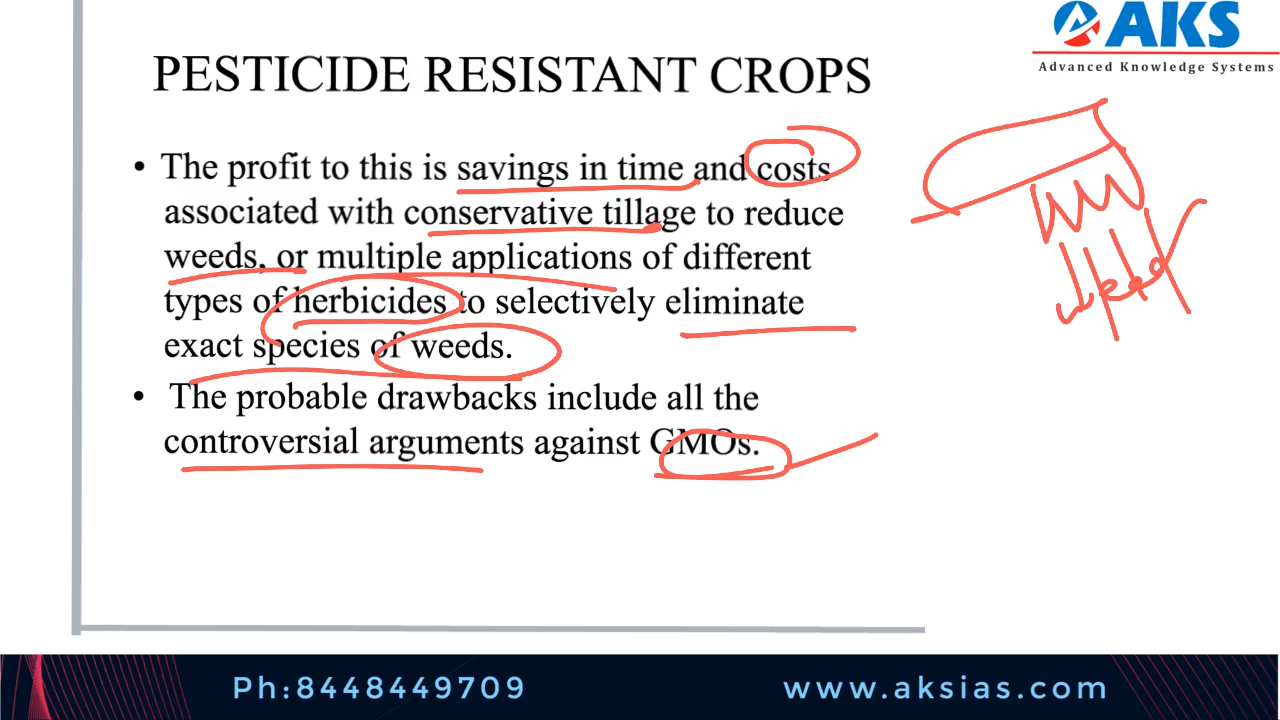 AKS
Advanced Knowledge Systems
PESTICIDE RESISTANT CROPS
• The profit to this is savings in time and costs
associated with conservative tillage to reduce
weeds, or multiple applications of different
types of herbicides to selectively eliminate
exact species of weeds.
• The probable drawbacks include all the
controversial arguments against GMOs.
weed
Ph:8448449709
www.aksias.com